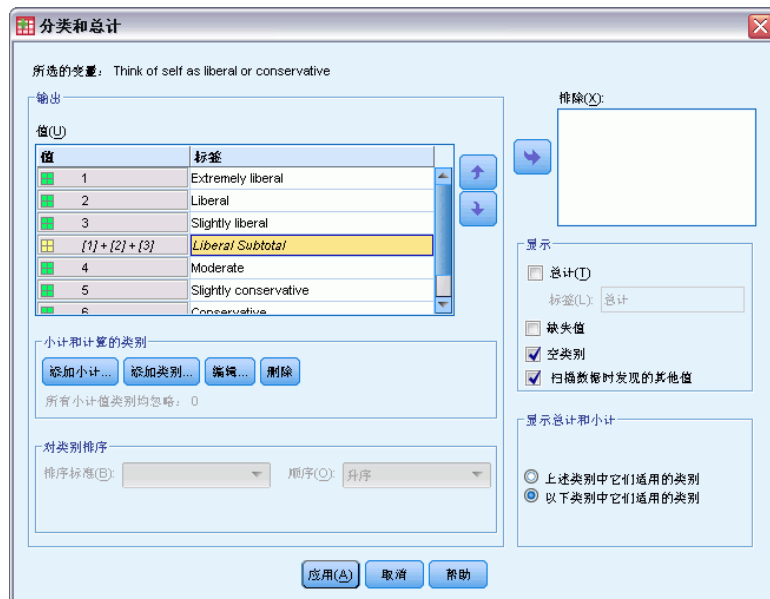 分类和总计
所选的变量： Think of self as liberal or conservative
输出
值(U)
值 标签
1 Extremely liberal
2 Liberal
3 Slightly liberal
[1] + [2] + [3] Liberal Subtotal
4 Moderate
5 Slightly conservative
6 Conservative
小计和计算的类别
添加小计... 添加类别... 编辑... 删除
所有小计值类别均忽略： 0
对类别排序
排序标准(B): 顺序(O): 升序
排除(X):
显示
总计(T)
标签(L): 总计
缺失值
空类别
扫描数据时发现的其他值
显示总计和小计
上述类别中它们适用的类别
以下类别中它们适用的类别
应用(A) 取消 帮助